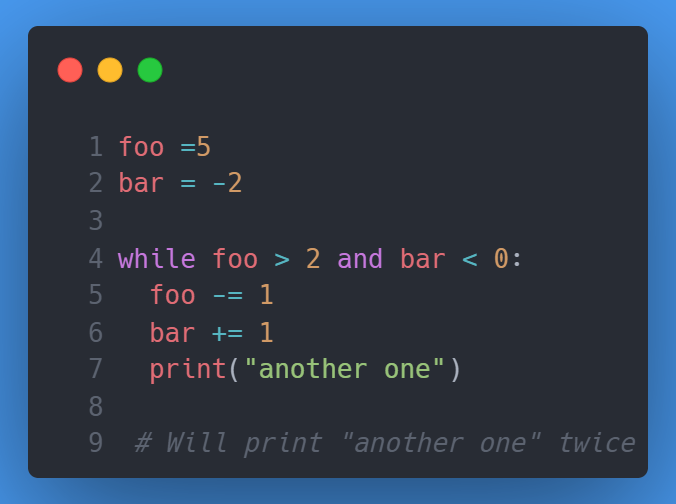 1 foo =5
2 bar = -2
3
4 while foo > 2 and bar < 0:
5   foo -= 1
6   bar += 1
7   print("another one")
8
9  # Will print "another one" twice